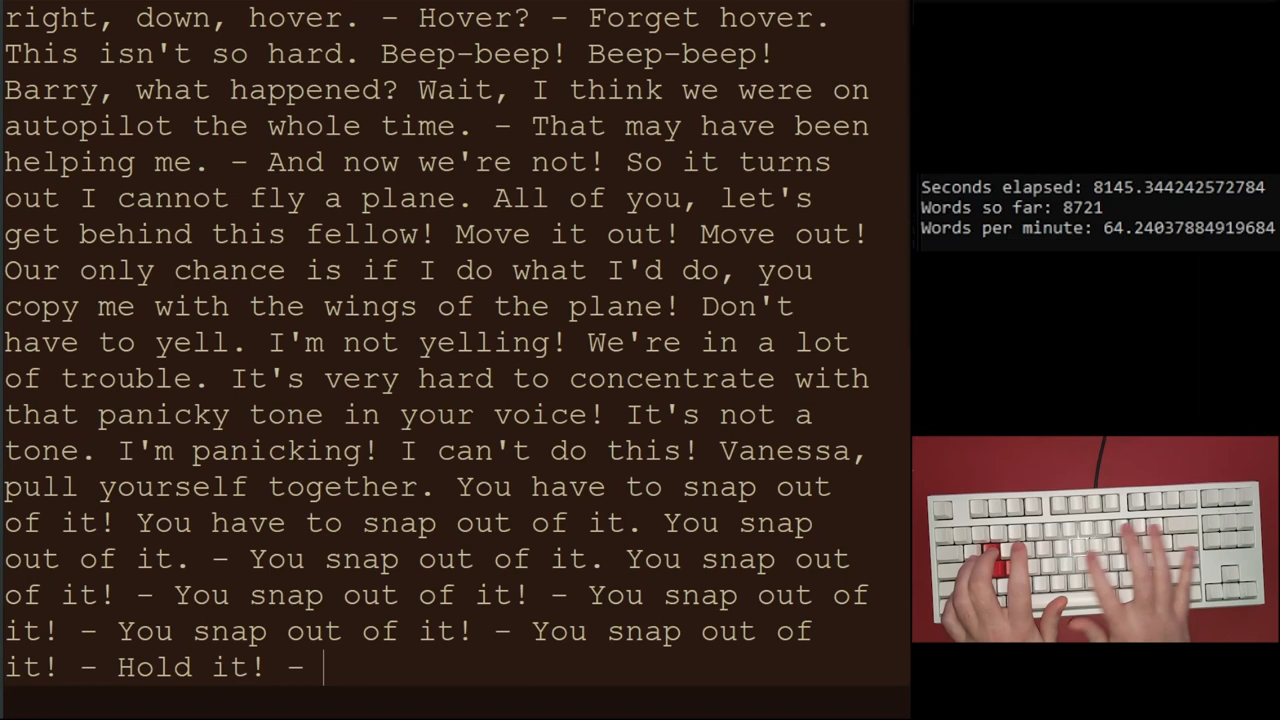 right, down, hover. - Hover? - Forget hover.
This isn't so hard. Beep-beep! Beep-beep!
Barry, what happened? Wait, I think we were on
autopilot the whole time. - That may have been
helping me. - And now we're not! So it turns
out I cannot fly a plane. All of you, let's
get behind this fellow! Move it out! Move out!
Our only chance is if I do what I'd do, you
copy me with the wings of the plane! Don't
have to yell. I'm not yelling! We're in a lot
of trouble. It's very hard to concentrate with
that panicky tone in your voice! It's not a
tone. I'm panicking! I can't do this! Vanessa,
pull yourself together. You have to snap out
of it! You have to snap out of it. You snap
out of it. - You snap out of it. You snap out
of it! - You snap out of it! - You snap out of
it! - You snap out of it! - You snap out of
it! - Hold it! -
Seconds elapsed: 8145.344242572784
Words so far: 8721
Words per minute: 64.24037884919684